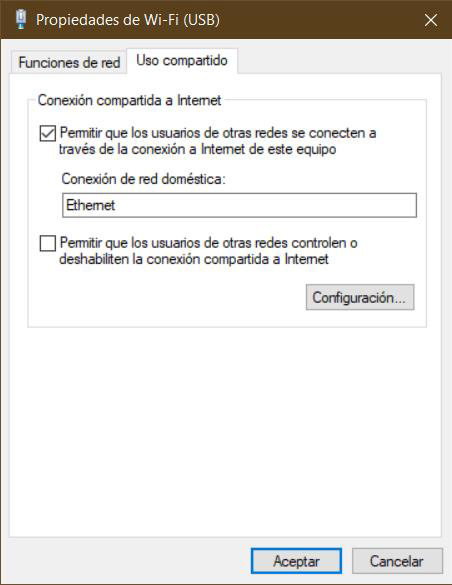 Propiedades de Wi-Fi (USB)
Funciones de red
Uso compartido
Conexión compartida a Internet
Permitir que los usuarios de otras redes se conecten a
través de la conexión a Internet de este equipo
Conexión de red doméstica:
Ethernet
Permitir que los usuarios de otras redes controlen o
deshabiliten la conexión compartida a Internet
Configuración...
Aceptar
Cancelar